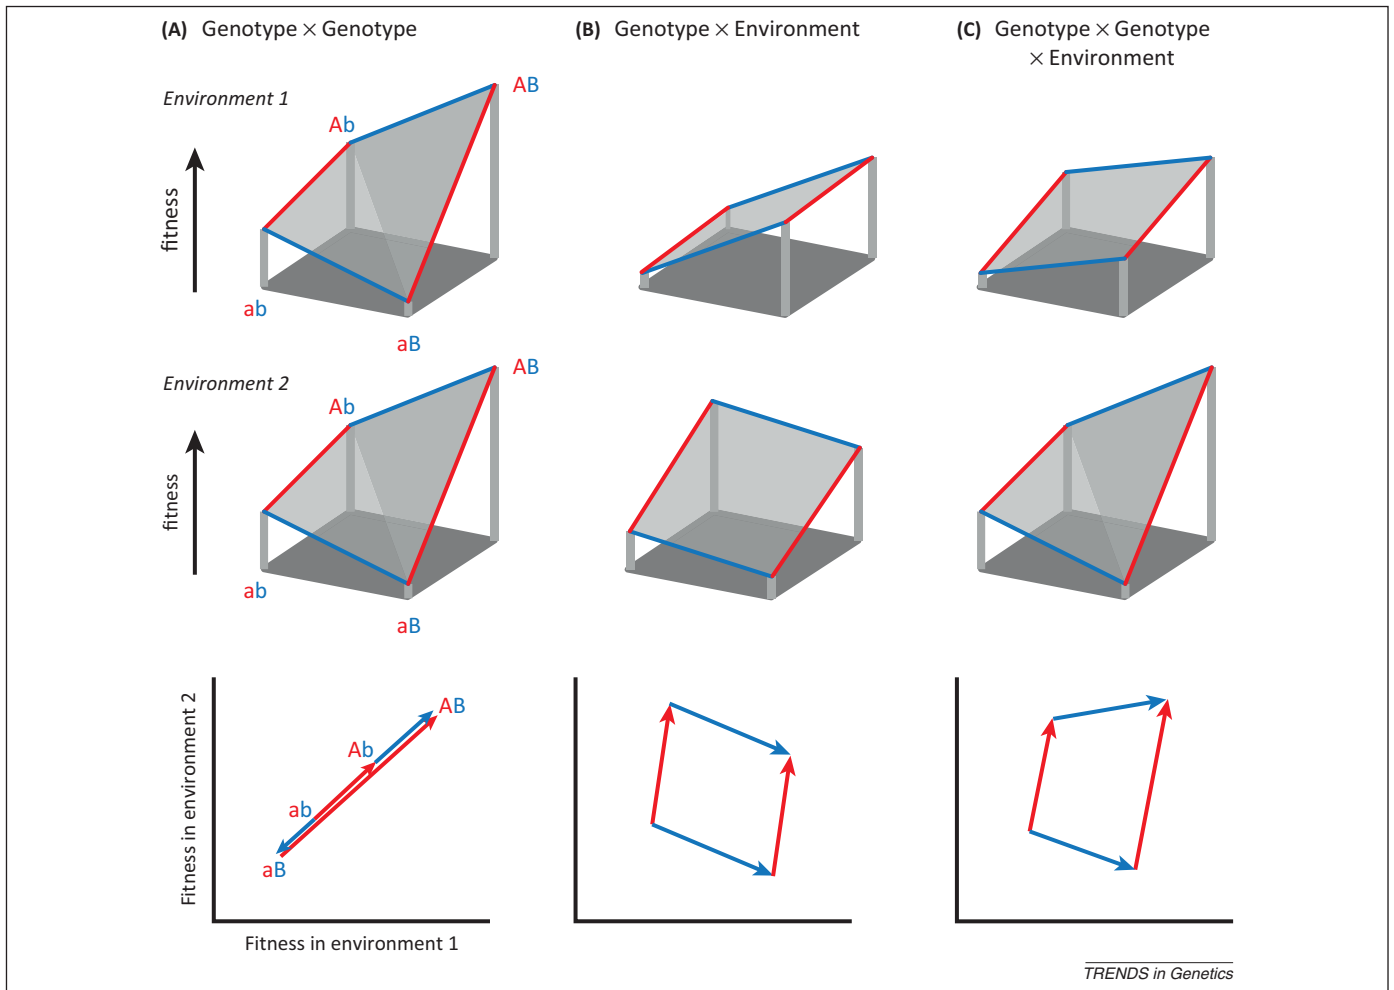 (A) Genotype × Genotype
(B) Genotype × Environment
(C) Genotype × Genotype
× Environment
Environment 1
AB
Ab
fitness
ab
aB
Environment 2
AB
Ab
fitness
ab
aB
Fitness in environment 2
AB
Ab
ab
aB
Fitness in environment 1
TRENDS in Genetics